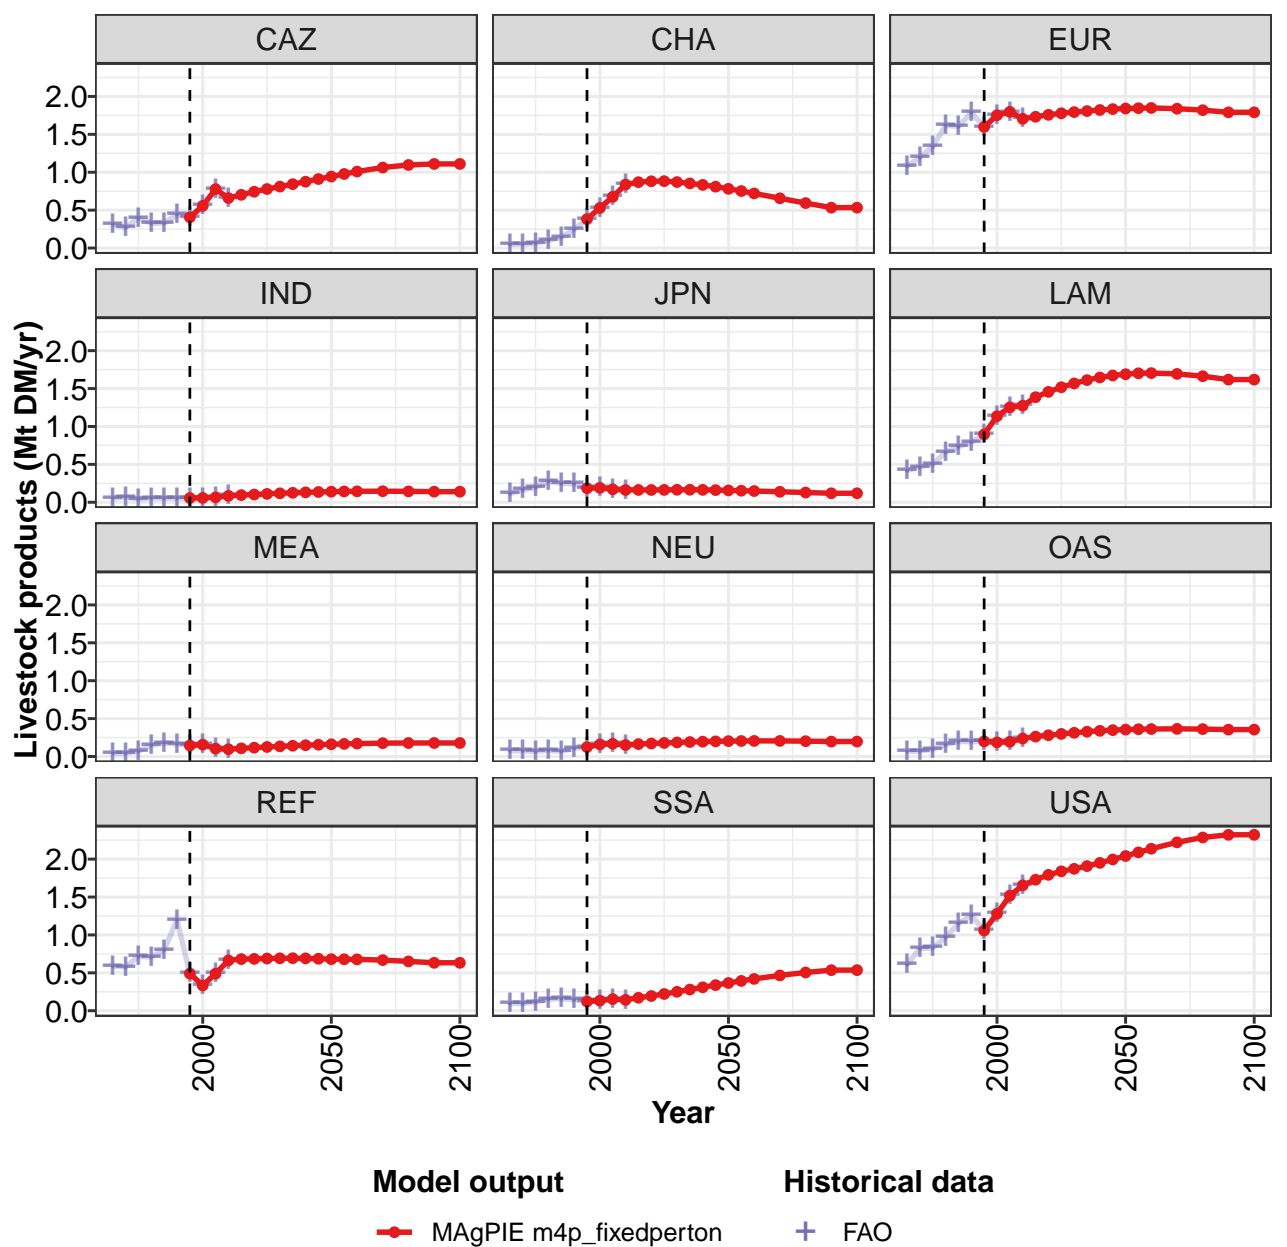 CAZ CHA EUR
2.0
1.5
1.0
0.5
0.0
IND JPN LAM
2.0
1.5
1.0
0.5
0.0
MEA NEU OAS
2.0
1.5
1.0
0.5
0.0
REF SSA USA
2.0
1.5
1.0
0.5
0.0
Livestock products (Mt DM/yr)
2000 2050 2100 2000 2050 2100 2000 2050 2100
Year
Model output Historical data
MAgPIE m4p_fixedperton FAO